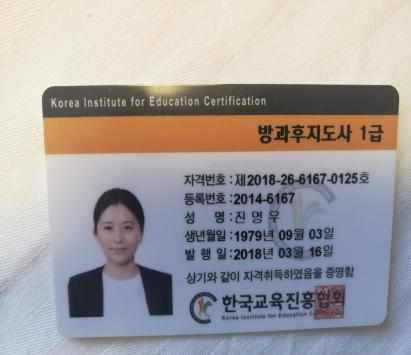 Korea Institute for Education Certification
방과후지도사 1급
자격번호 : 제2018-26-6167-0125호
등록번호 : 2014-6167
성 명 : 진 명 우
생년월일 : 1979년 09월 03일
발 행 일 : 2018년 03월 16일
상기와 같이 자격취득하였음을 증명함
한국교육진흥협회
Korea Institute for Education